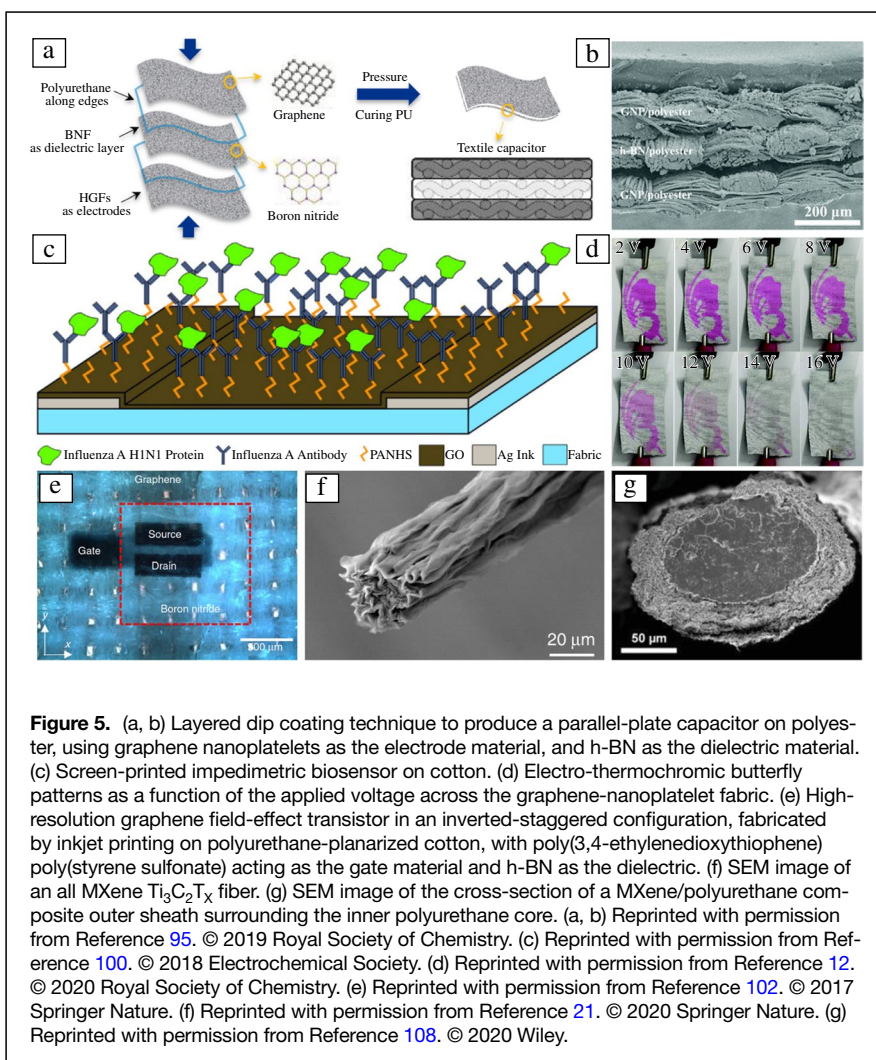 a
Polyurethane
along edges
BNF
as dielectric layer
HGFs
as electrodes
Graphene
Boron nitride
Pressure
Curing PU
Textile capacitor
b
GNP/polyester
h-BN/polyester
GNP/polyester
200 μm
c
Influenza A H1N1 Protein Influenza A Antibody PANHS GO Ag Ink Fabric
d
2 V 4 V 6 V 8 V
10 V 12 V 14 V 16 V
e
Graphene
Source
Gate
Drain
Boron nitride
y
x
500 μm
f
20 μm
g
50 μm
Figure 5. (a, b) Layered dip coating technique to produce a parallel-plate capacitor on polyes-
ter, using graphene nanoplatelets as the electrode material, and h-BN as the dielectric material.
(c) Screen-printed impedimetric biosensor on cotton. (d) Electro-thermochromic butterfly
patterns as a function of the applied voltage across the graphene-nanoplatelet fabric. (e) High-
resolution graphene field-effect transistor in an inverted-staggered configuration, fabricated
by inkjet printing on polyurethane-planarized cotton, with poly(3,4-ethylenedioxythiophene)
poly(styrene sulfonate) acting as the gate material and h-BN as the dielectric. (f) SEM image of
an all MXene Ti₃C₂Tₓ fiber. (g) SEM image of the cross-section of a MXene/polyurethane com-
posite outer sheath surrounding the inner polyurethane core. (a, b) Reprinted with permission
from Reference 95. © 2019 Royal Society of Chemistry. (c) Reprinted with permission from Ref-
erence 100. © 2018 Electrochemical Society. (d) Reprinted with permission from Reference 12.
© 2020 Royal Society of Chemistry. (e) Reprinted with permission from Reference 102. © 2017
Springer Nature. (f) Reprinted with permission from Reference 21. © 2020 Springer Nature. (g)
Reprinted with permission from Reference 108. © 2020 Wiley.